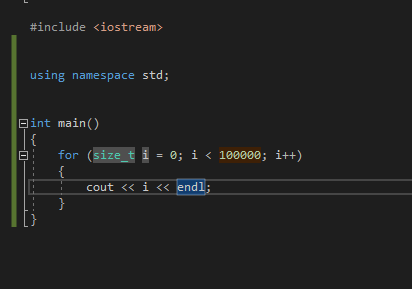 #include <iostream>
using namespace std;
int main()
{
for (size_t i = 0; i < 100000; i++)
{
cout << i << endl;
}
}